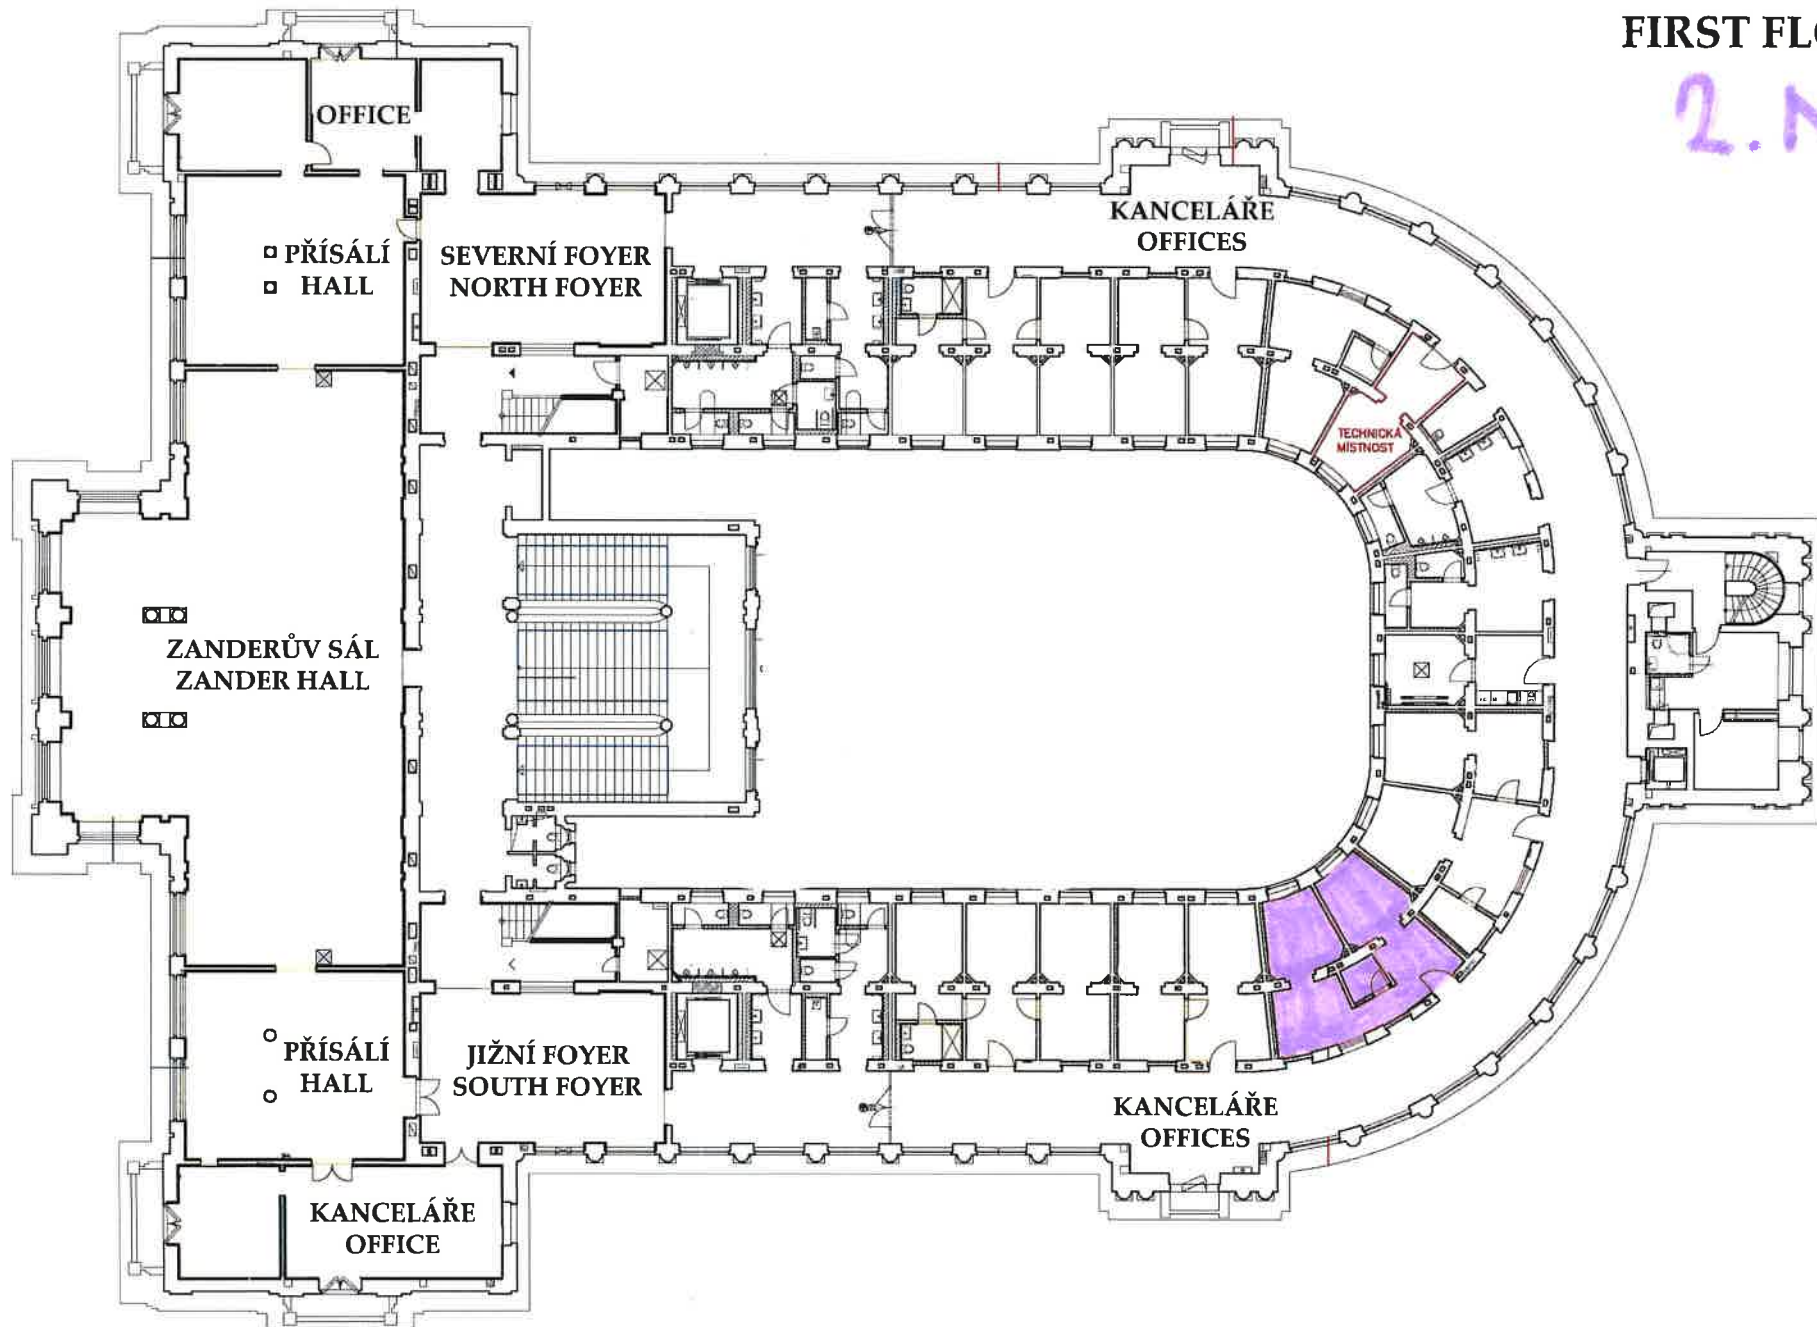 FIRST FL
2.
OFFICE
KANCELÁŘE
OFFICES
PŘÍSÁLÍ
HALL
SEVERNÍ FOYER
NORTH FOYER
TECHNICKÁ
MÍSTNOST
ZANDERŮV SÁL
ZANDER HALL
PŘÍSÁLÍ
HALL
JIŽNÍ FOYER
SOUTH FOYER
KANCELÁŘE
OFFICES
KANCELÁŘE
OFFICE